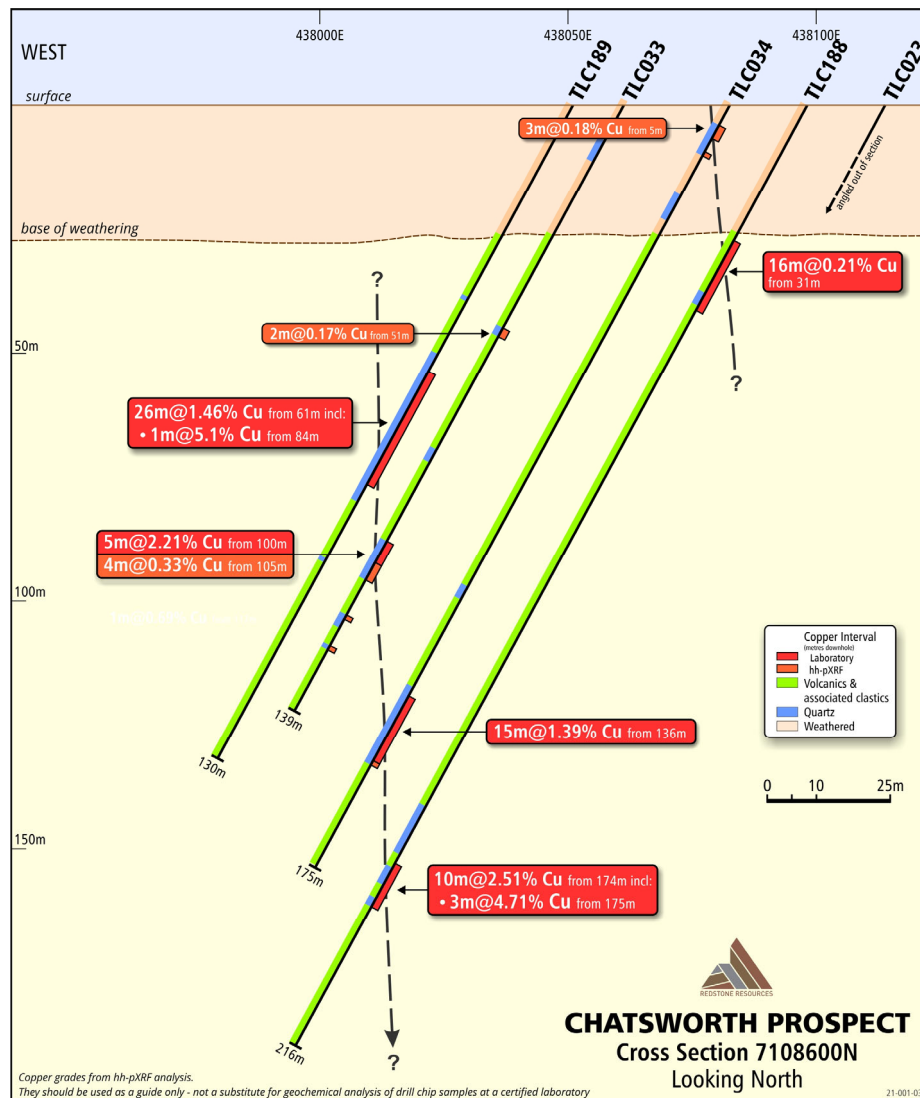 438000E
438050E
438100E
WEST
TLC189
TLC033
TLC034
TLC188
TLC023
surface
3m@0.18% Cu from 5m
angled out of section
base of weathering
16m@0.21% Cu
from 31m
?
2m@0.17% Cu from 51m
50m
?
26m@1.46% Cu from 61m incl:
• 1m@5.1% Cu from 84m
5m@2.21% Cu from 100m
4m@0.33% Cu from 105m
100m
Copper Interval
(metres downhole)
Laboratory
hh-pXRF
Volcanics &
associated clastics
Quartz
Weathered
139m
15m@1.39% Cu from 136m
130m
0 10 25m
150m
175m
10m@2.51% Cu from 174m incl:
• 3m@4.71% Cu from 175m
REDSTONE RESOURCES
CHATSWORTH PROSPECT
216m
?
Cross Section 7108600N
Looking North
Copper grades from hh-pXRF analysis.
They should be used as a guide only - not a substitute for geochemical analysis of drill chip samples at a certified laboratory